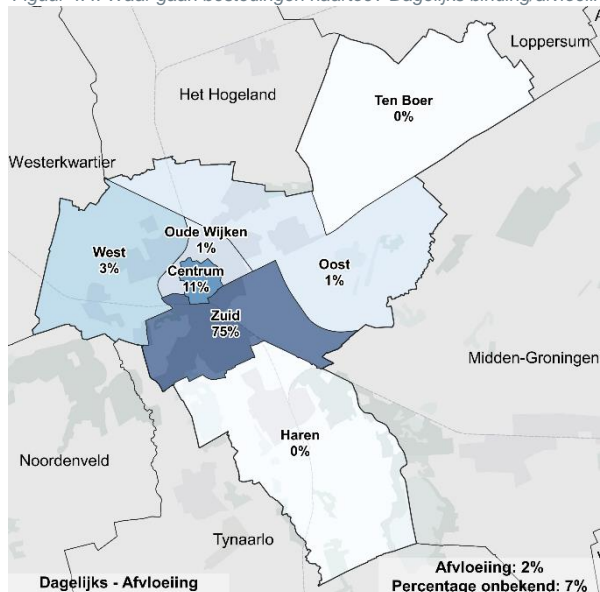 Loppersum
Het Hogeland
Ten Boer
0%
Westerkwartier
Oude Wijken
1%
West
3%
Centrum
11%
Oost
1%
Zuid
75%
Midden-Groningen
Haren
0%
Noordenveld
Tynaarlo
Dagelijks - Afvloeiing
Afvloeiing: 2%
Percentage onbekend: 7%